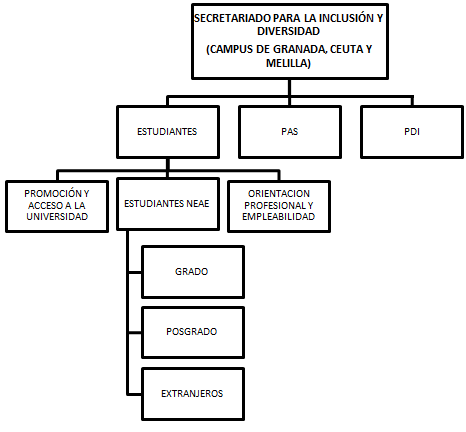 SECRETARIADO PARA LA INCLUSIÓN Y
DIVERSIDAD
(CAMPUS DE GRANADA, CEUTA Y
MELILLA)
ESTUDIANTES
PAS
PDI
PROMOCIÓN Y
ACCESO A LA
UNIVERSIDAD
ESTUDIANTES NEAE
ORIENTACION
PROFESIONAL Y
EMPLEABILIDAD
GRADO
POSGRADO
EXTRANJEROS